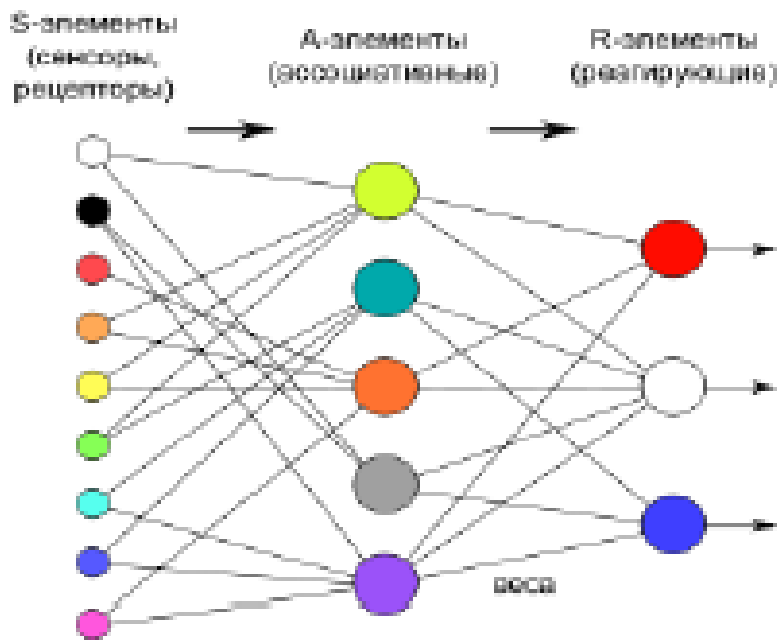 S-элементы
(сенсоры,
рецепторы)
A-элементы
(ассоциативные)
R-элементы
(реагирующие)
веса